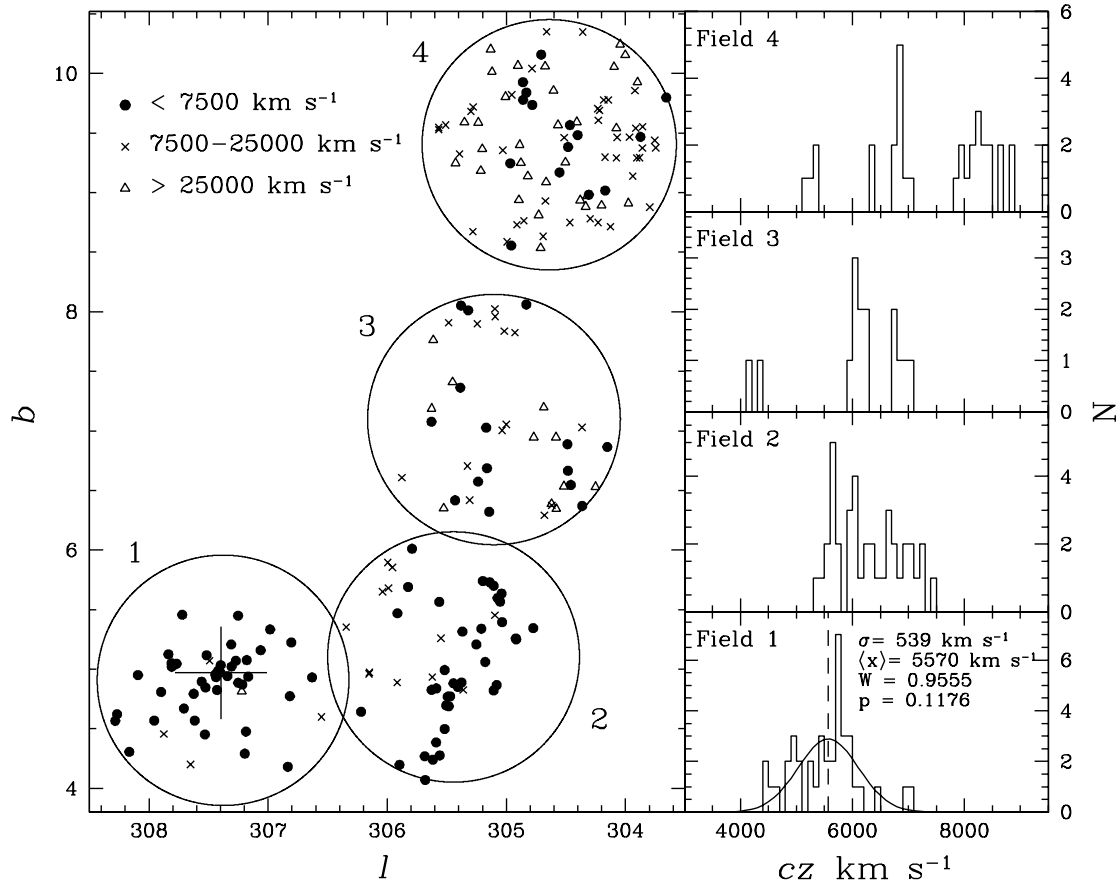 4
3
1
2
● < 7500 km s⁻¹
× 7500−25000 km s⁻¹
△ > 25000 km s⁻¹
10
8
6
4
b
308
307
306
305
304
l
Field 4
6
4
2
0
Field 3
3
2
1
0
Field 2
4
2
0
Field 1
σ= 539 km s⁻¹
⟨x⟩= 5570 km s⁻¹
W = 0.9555
p = 0.1176
6
4
2
0
N
4000
6000
8000
cz km s⁻¹